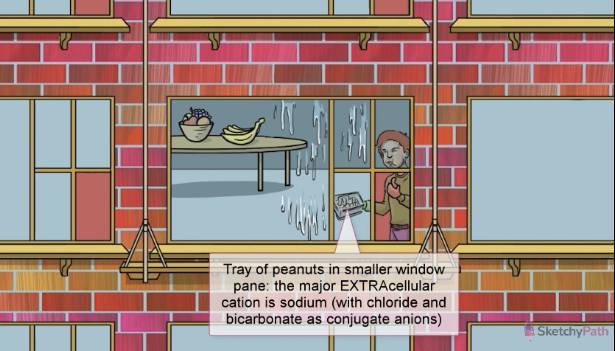 Tray of peanuts in smaller window
pane: the major EXTRAcellular
cation is sodium (with chloride and
bicarbonate as conjugate anions)
SketchyPath